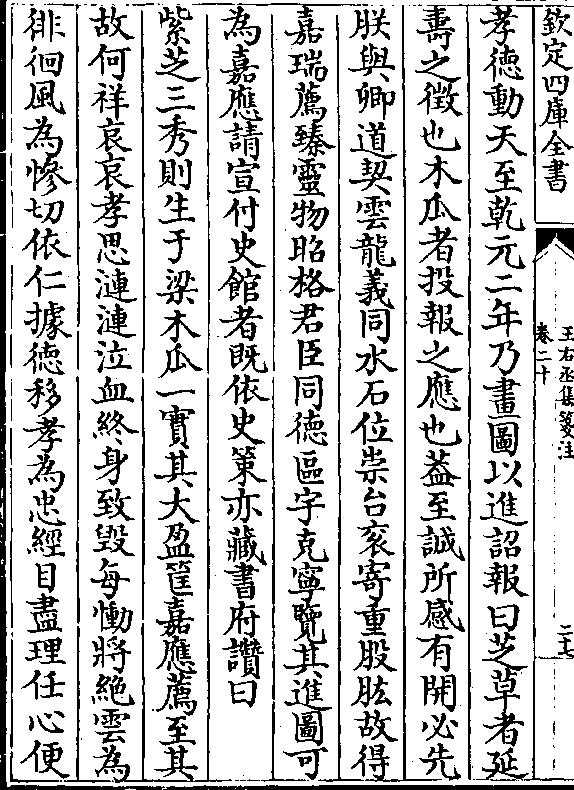 欽定四庫全書
王右丞集箋注
卷二十
二十七
孝徳動天至乾元二年乃畫圖以進詔報曰芝草者延
夀之徴也木瓜者投報之應也葢至誠所感有開必先
朕與卿道契雲龍義同水石位崇台衮寄重股肱故得
嘉瑞薦臻靈物昭格君臣同徳區宇克寧覽其進圖可
為嘉應請宣付史館者既依史策亦藏書府讚曰
紫芝三秀則生于梁木瓜一實其大盈筐嘉應薦至其
故何祥哀哀孝思漣漣泣血終身致毁每慟將絶雲為
徘徊風為慘切依仁據徳移孝為忠經目盡理任心便